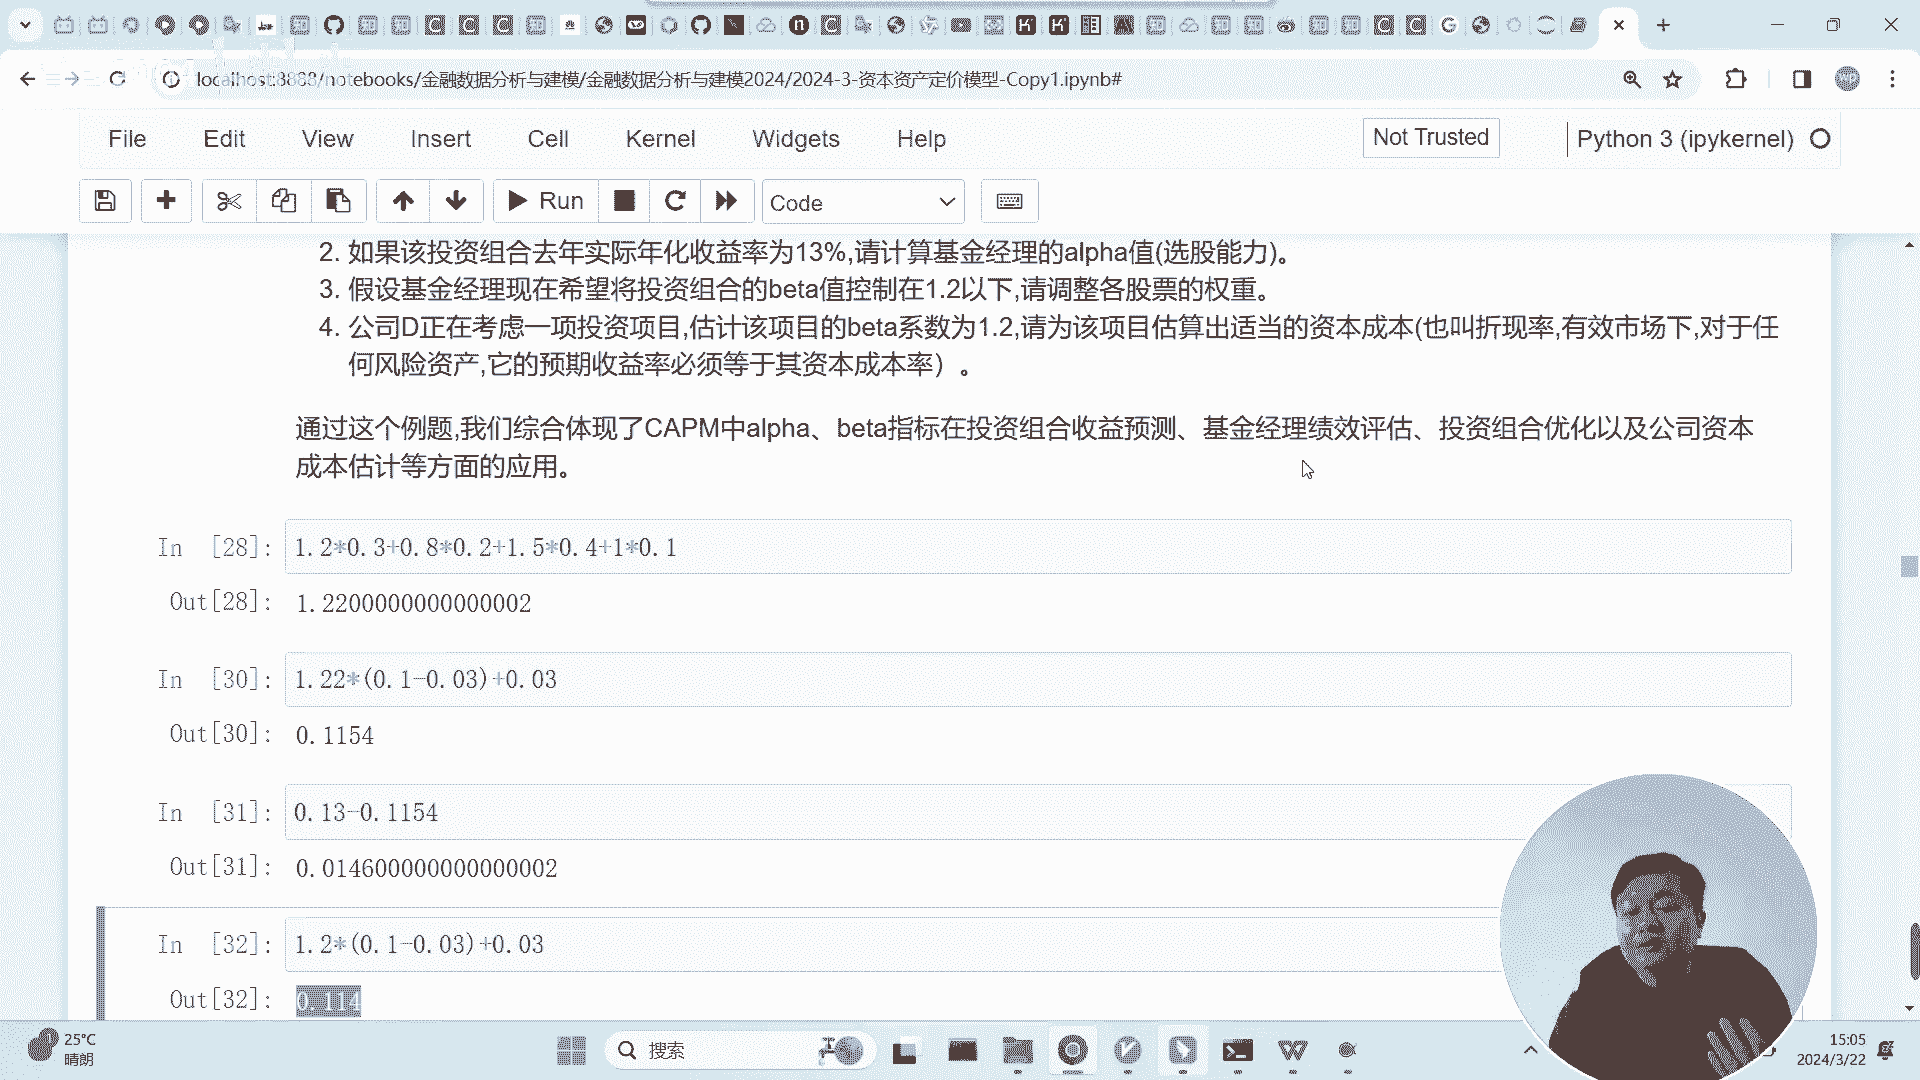 localhost:8888/notebooks/金融数据分析与建模/金融数据分析与建模2024/2024-3-资本资产定价模型-Copy1.ipynb#
File Edit View Insert Cell Kernel Widgets Help Not Trusted Python 3 (ipykernel)
Run Code
2. 如果该投资组合去年实际年化收益率为13%,请计算基金经理的alpha值(选股能力)。
3. 假设基金经理现在希望将投资组合的beta值控制在1.2以下,请调整各股票的权重。
4. 公司D正在考虑一项投资项目,估计该项目的beta系数为1.2,请为该项目估算出适当的资本成本(也叫折现率,有效市场下,对于任
何风险资产,它的预期收益率必须等于其资本成本率）。
通过这个例题,我们综合体现了CAPM中alpha、beta指标在投资组合收益预测、基金经理绩效评估、投资组合优化以及公司资本
成本估计等方面的应用。
In [28]: 1.2*0.3+0.8*0.2+1.5*0.4+1*0.1
Out[28]: 1.2200000000000002
In [30]: 1.22*(0.1-0.03)+0.03
Out[30]: 0.1154
In [31]: 0.13-0.1154
Out[31]: 0.014600000000000002
In [32]: 1.2*(0.1-0.03)+0.03
Out[32]: 0.114
25°C
晴朗
搜索
15:05
2024/3/22